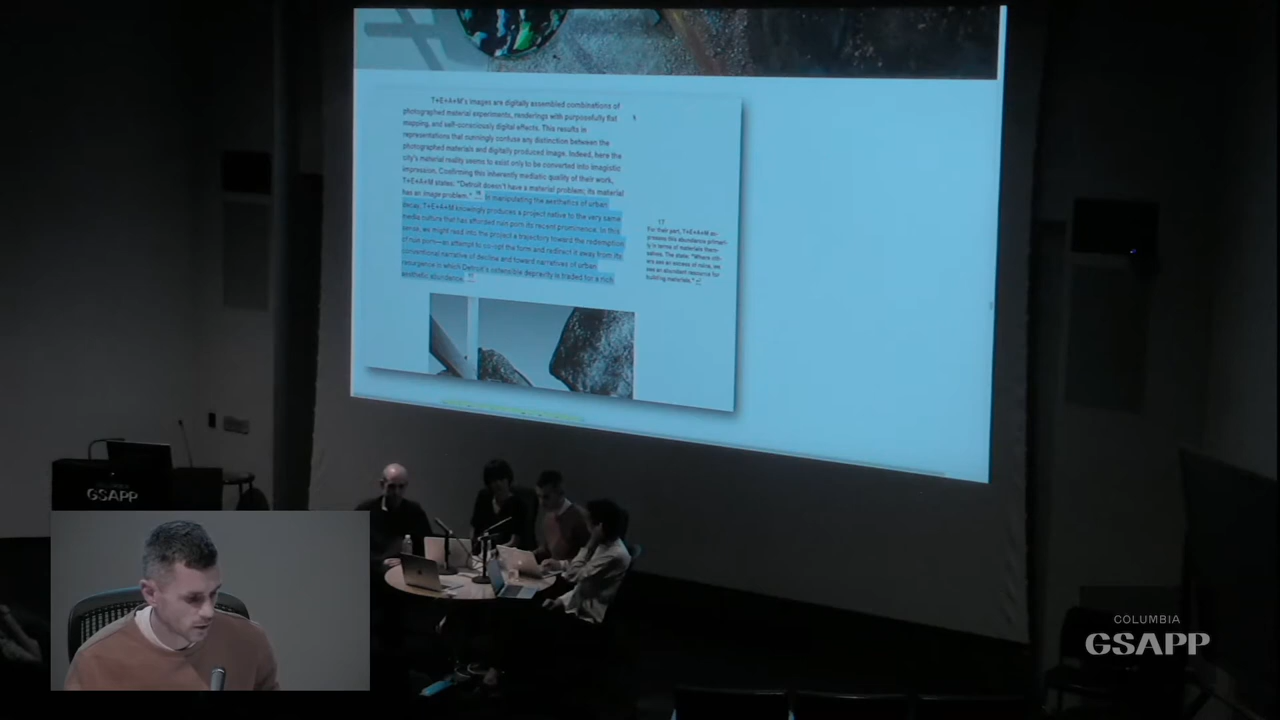 T+E+A+M's images are digitally assembled combinations of
photographed material experiments, renderings with purposefully flat
mapping, and self-consciously digital effects. This results in
representations that cunningly confuse any distinction between the
photographed materials and digitally produced image. Indeed, here the
city's material reality seems to exist only to be converted into imagistic
impression. Confirming this inherently mediatic quality of their work,
T+E+A+M states: "Detroit doesn't have a material problem; its material
has an image problem." In manipulating the aesthetics of urban
decay, T+E+A+M knowingly produces a project native to the very same
media culture that has afforded ruin porn its recent prominence. In this
sense, we might read into the project a trajectory toward the redemption
of ruin porn—an attempt to co-opt the form and redirect it away from its
conventional narrative of decline and toward narratives of urban
resurgence in which Detroit's ostensible depravity is traded for a rich
aesthetic abundance.
17
For their part, T+E+A+M ex-
presses this abundance primari-
ly in terms of materials them-
selves. The state: "Where oth-
ers see an excess of ruins, we
see an abundant resource for
building materials."
COLUMBIA
GSAPP
COLUMBIA
GSAPP